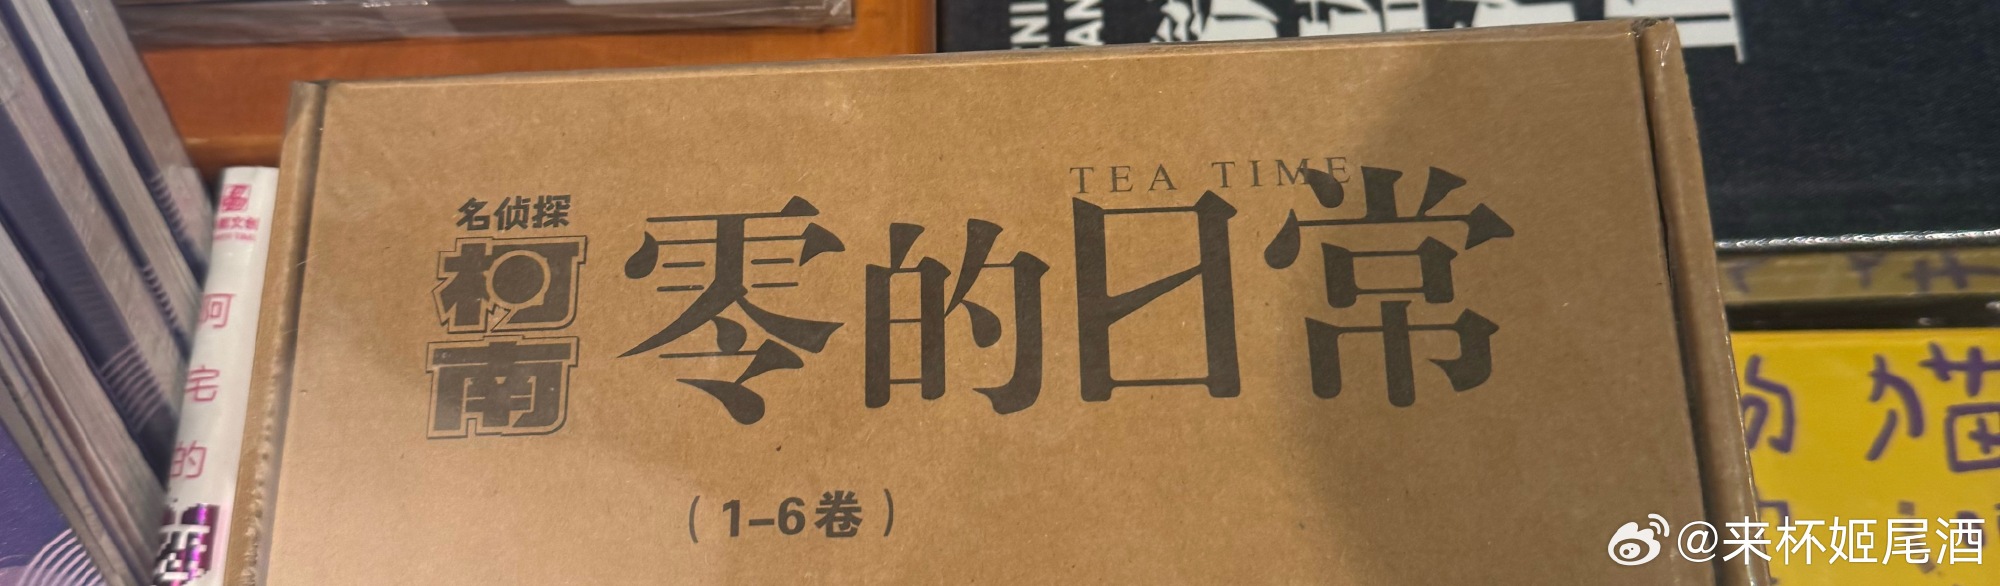 名侦探
柯南
零的日常
TEA TIME
(1-6卷)
阿宅的
猫
@来杯姬尾酒